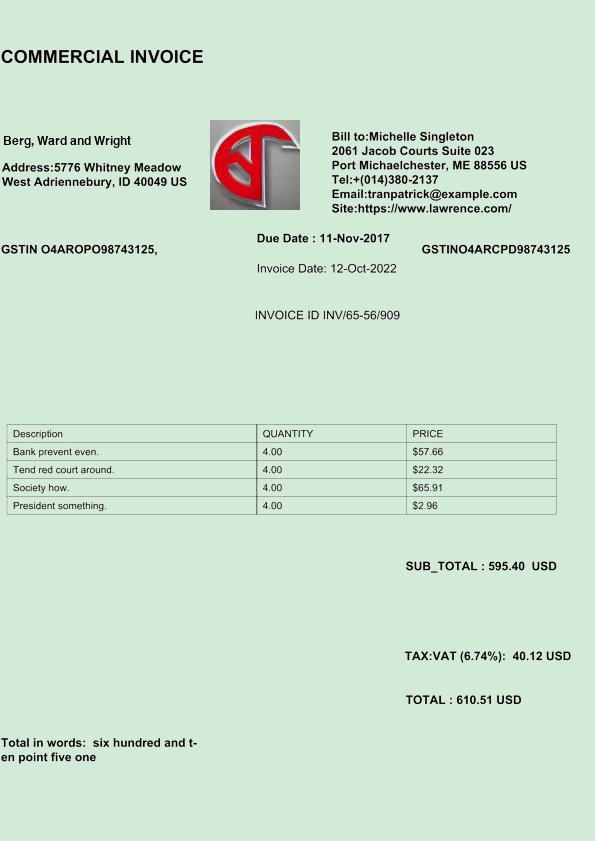 COMMERCIAL INVOICE
Berg, Ward and Wright
Address:5776 Whitney Meadow
West Adriennebury, ID 40049 US
Bill to:Michelle Singleton
2061 Jacob Courts Suite 023
Port Michaelchester, ME 88556 US
Tel:+(014)380-2137
Email:tranpatrick@example.com
Site:https://www.lawrence.com/
GSTIN O4AROPO98743125,
Due Date : 11-Nov-2017
GSTINO4ARCPD98743125
Invoice Date: 12-Oct-2022
INVOICE ID INV/65-56/909
Description QUANTITY PRICE
Bank prevent even. 4.00 $57.66
Tend red court around. 4.00 $22.32
Society how. 4.00 $65.91
President something. 4.00 $2.96
SUB_TOTAL : 595.40 USD
TAX:VAT (6.74%): 40.12 USD
TOTAL : 610.51 USD
Total in words: six hundred and t-
en point five one